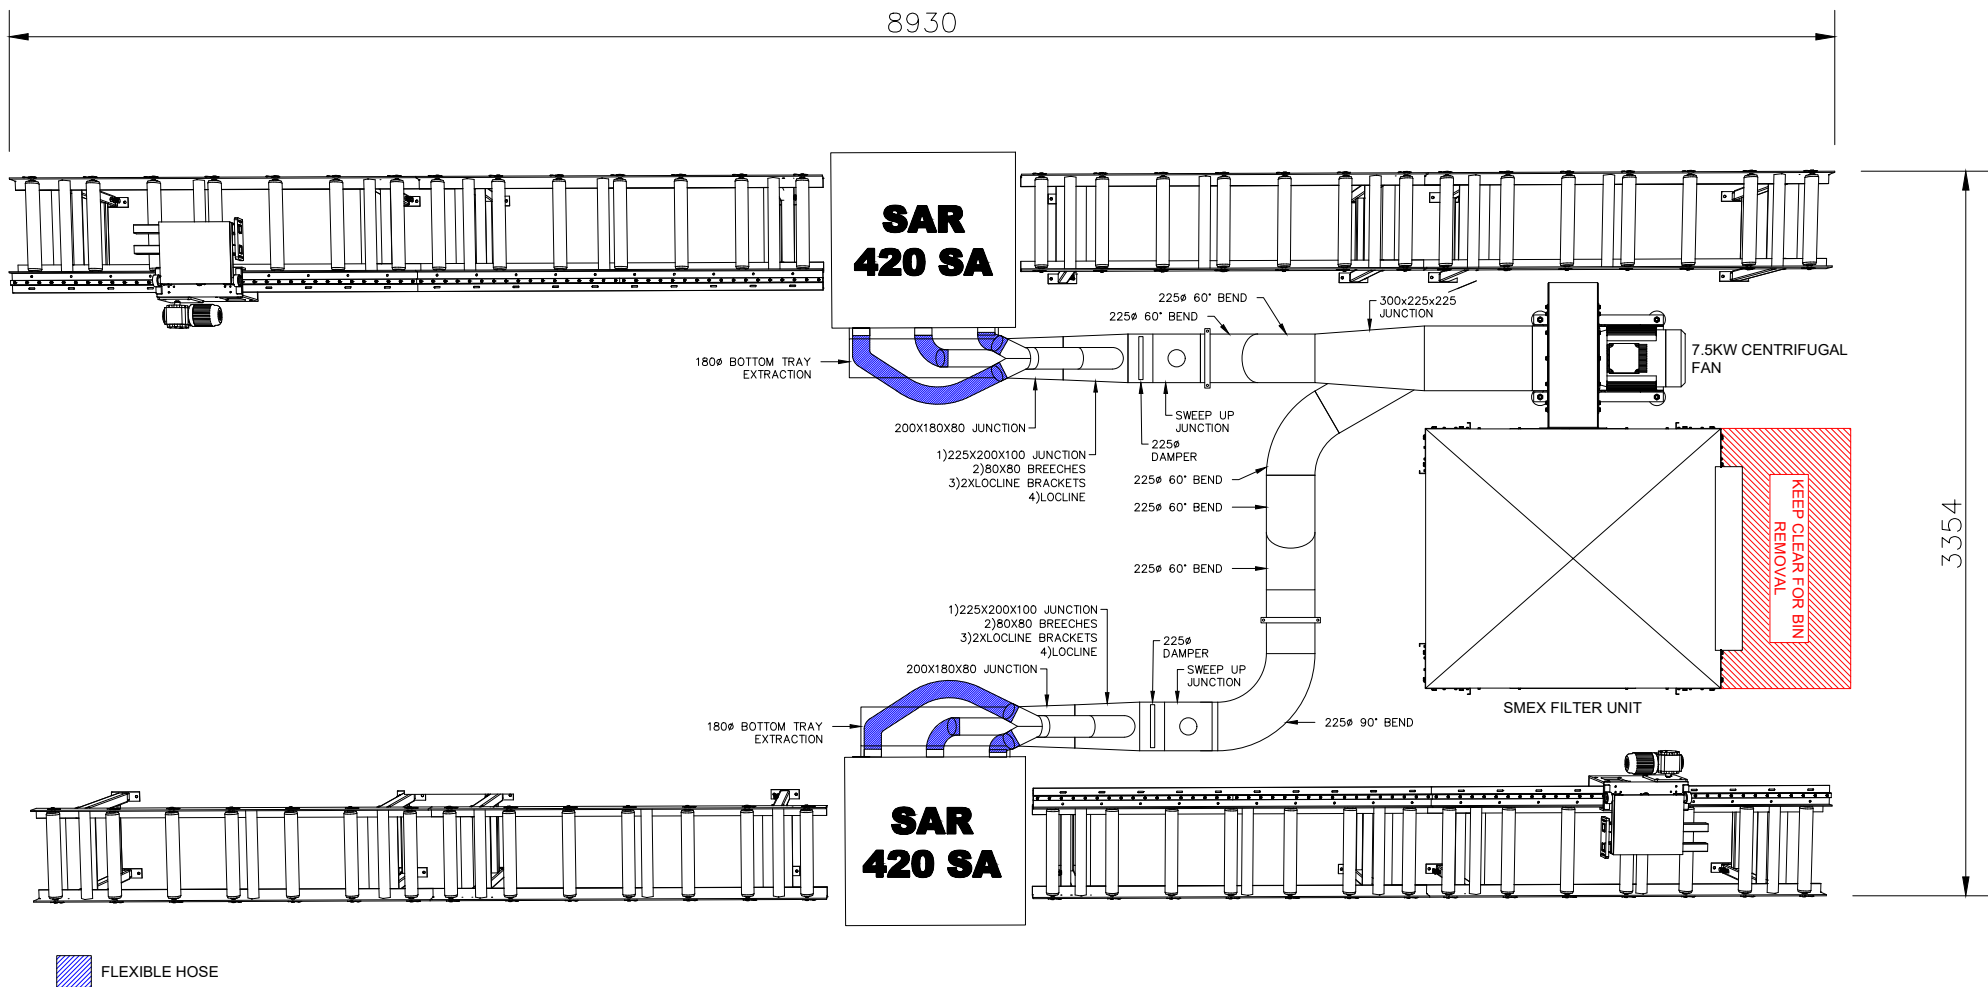 8930
SAR
420 SA
225ø 60° BEND
225ø 60° BEND
300x225x225
JUNCTION
7.5KW CENTRIFUGAL
FAN
180ø BOTTOM TRAY
EXTRACTION
200X180X80 JUNCTION
SWEEP UP
JUNCTION
225ø
DAMPER
1)225X200X100 JUNCTION
2)80X80 BREECHES
3)2XLOCLINE BRACKETS
4)LOCLINE
225ø 60° BEND
225ø 60° BEND
225ø 60° BEND
KEEP CLEAR FOR BIN
REMOVAL
3354
1)225X200X100 JUNCTION
2)80X80 BREECHES
3)2XLOCLINE BRACKETS
4)LOCLINE
225ø
DAMPER
200X180X80 JUNCTION
SWEEP UP
JUNCTION
180ø BOTTOM TRAY
EXTRACTION
225ø 90° BEND
SMEX FILTER UNIT
SAR
420 SA
FLEXIBLE HOSE